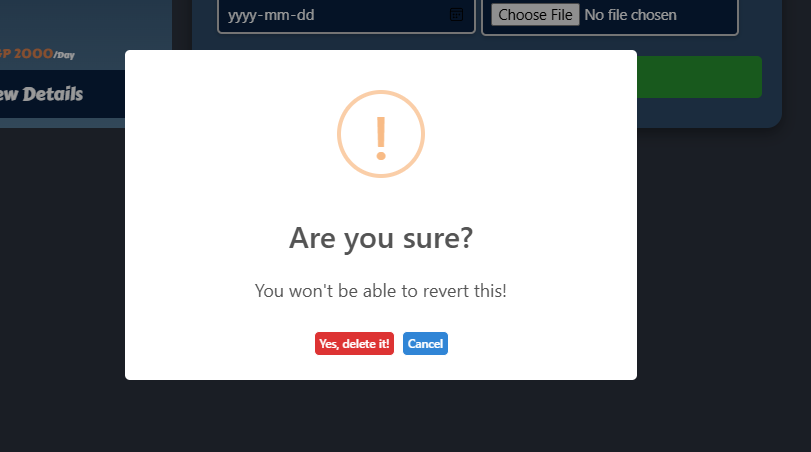 yyyy-mm-dd
Choose File No file chosen
P 2000/Day
ew Details
!
Are you sure?
You won't be able to revert this!
Yes, delete it! Cancel